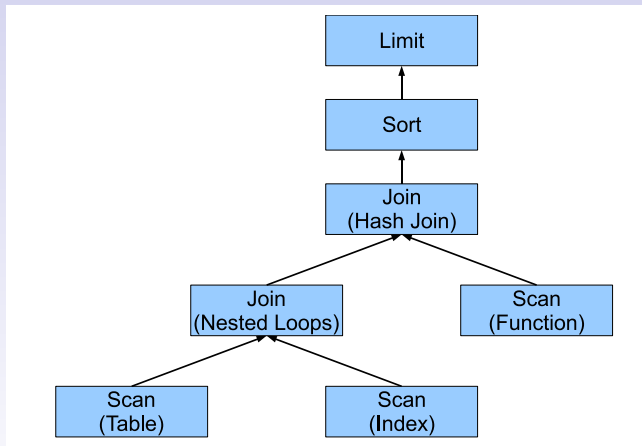 Limit
Sort
Join
(Hash Join)
Join
(Nested Loops)
Scan
(Function)
Scan
(Table)
Scan
(Index)